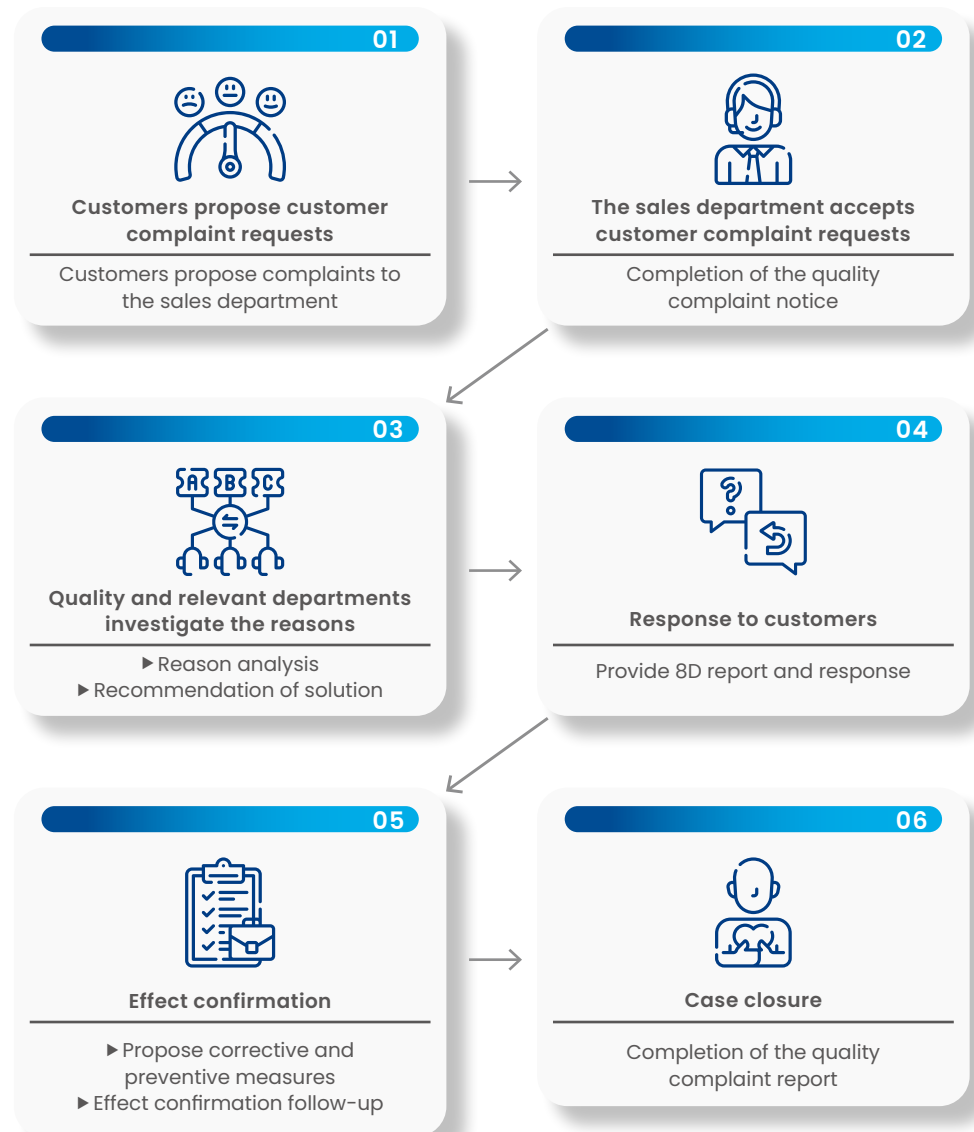 01
Customers propose customer
complaint requests
Customers propose complaints to
the sales department
02
The sales department accepts
customer complaint requests
Completion of the quality
complaint notice
03
A B C
Quality and relevant departments
investigate the reasons
▶ Reason analysis
▶ Recommendation of solution
04
?
Response to customers
Provide 8D report and response
05
Effect confirmation
▶ Propose corrective and
preventive measures
▶ Effect confirmation follow-up
06
Case closure
Completion of the quality
complaint report